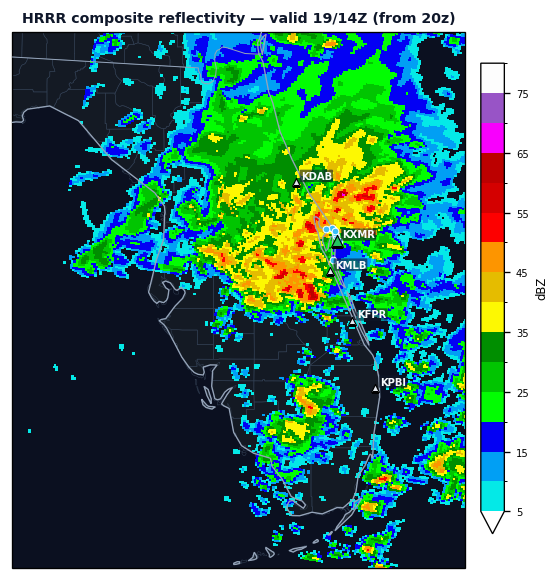 HRRR composite reflectivity — valid 19/14Z (from 20z)
KDAB
KXMR
KMLB
KFPR
KPBI
75
65
55
45
35
25
15
5
dBZ